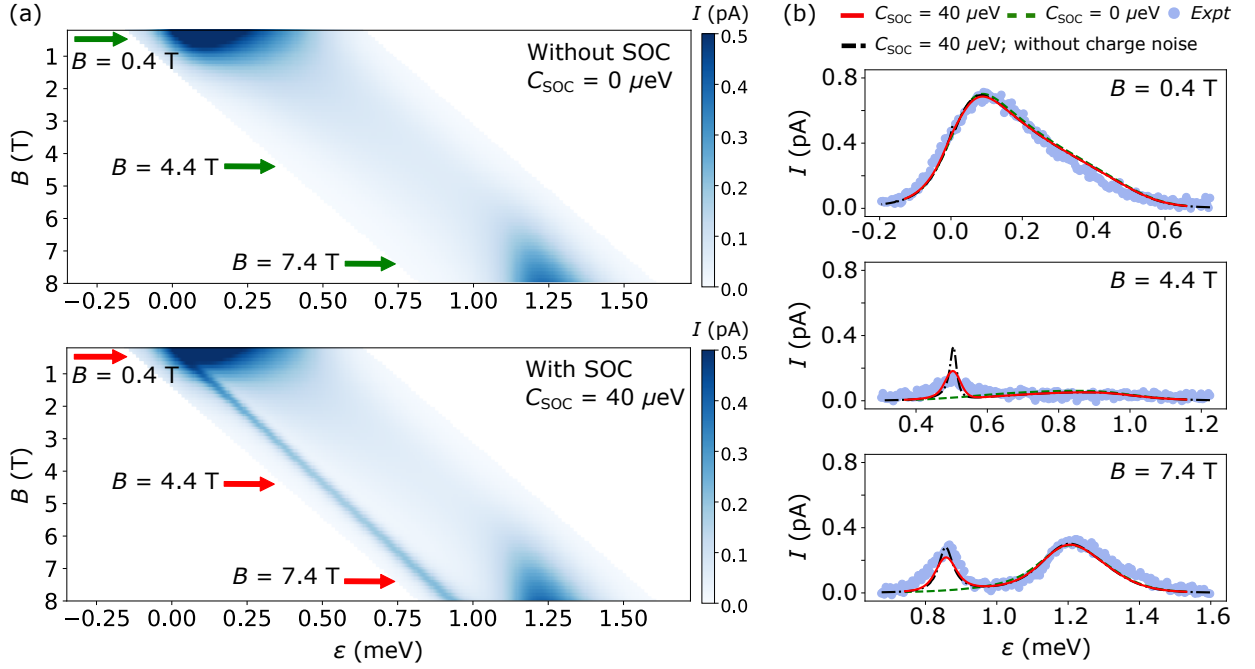 (a)
I (pA)
Without SOC
C_SOC = 0 μeV
B = 0.4 T
B = 4.4 T
B = 7.4 T
B (T)
1
2
3
4
5
6
7
8
−0.25 0.00 0.25 0.50 0.75 1.00 1.25 1.50
0.5
0.4
0.3
0.2
0.1
0.0
I (pA)
With SOC
C_SOC = 40 μeV
B = 0.4 T
B = 4.4 T
B = 7.4 T
B (T)
1
2
3
4
5
6
7
8
−0.25 0.00 0.25 0.50 0.75 1.00 1.25 1.50
ε (meV)
0.5
0.4
0.3
0.2
0.1
0.0
(b)
C_SOC = 40 μeV C_SOC = 0 μeV Expt
C_SOC = 40 μeV; without charge noise
B = 0.4 T
I (pA)
0.8
0.4
0.0
-0.2 0.0 0.2 0.4 0.6
B = 4.4 T
I (pA)
0.8
0.4
0.0
0.4 0.6 0.8 1.0 1.2
B = 7.4 T
I (pA)
0.8
0.4
0.0
0.8 1.0 1.2 1.4 1.6
ε (meV)